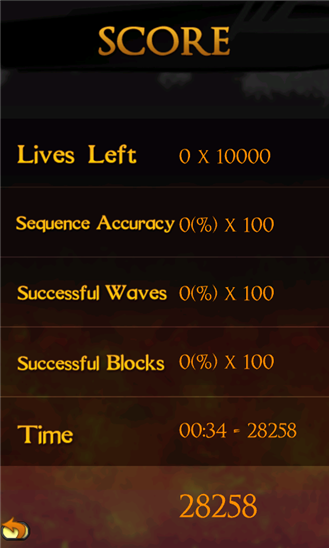 SCORE
Lives Left 0 X 10000
Sequence Accuracy 0(%) X 100
Successful Waves 0(%) X 100
Successful Blocks 0(%) X 100
Time 00:34 - 28258
28258